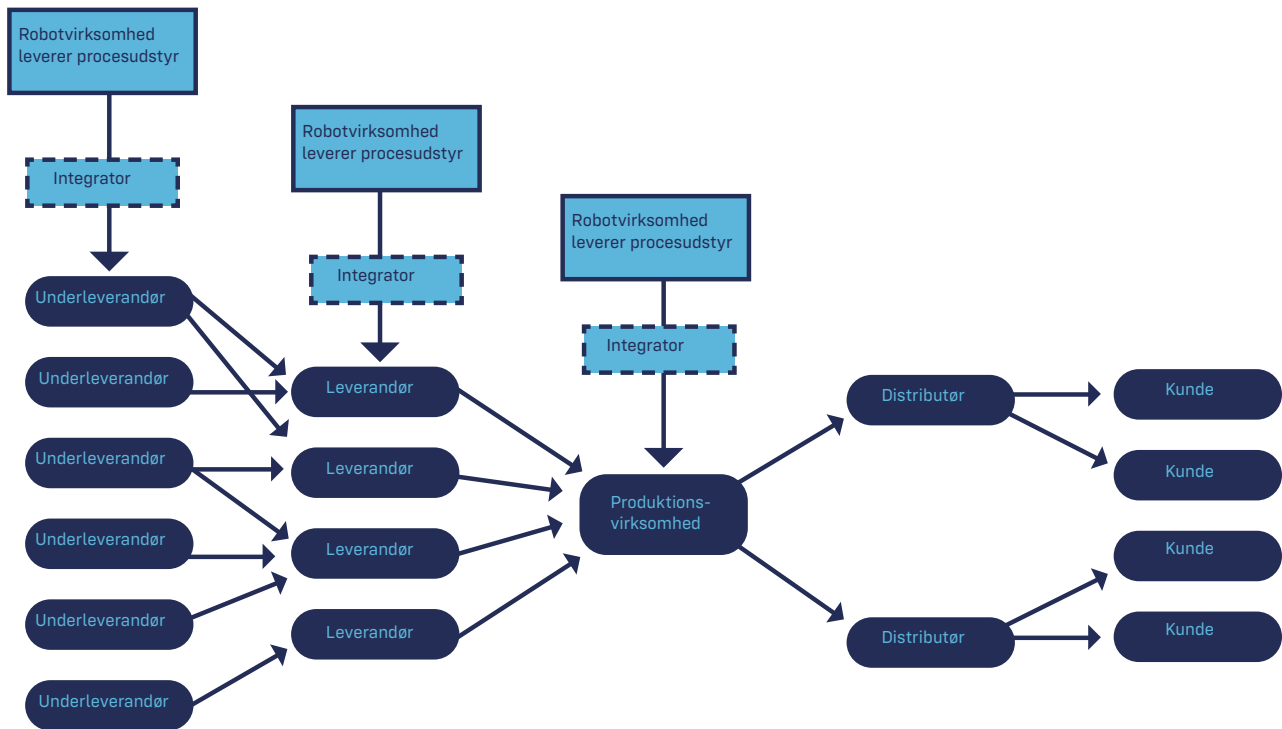 Robotvirksomhed
leverer procesudstyr
Integrator
Underleverandør
Underleverandør
Underleverandør
Underleverandør
Underleverandør
Underleverandør
Robotvirksomhed
leverer procesudstyr
Integrator
Leverandør
Leverandør
Leverandør
Leverandør
Robotvirksomhed
leverer procesudstyr
Integrator
Produktions-
virksomhed
Distributør
Distributør
Kunde
Kunde
Kunde
Kunde